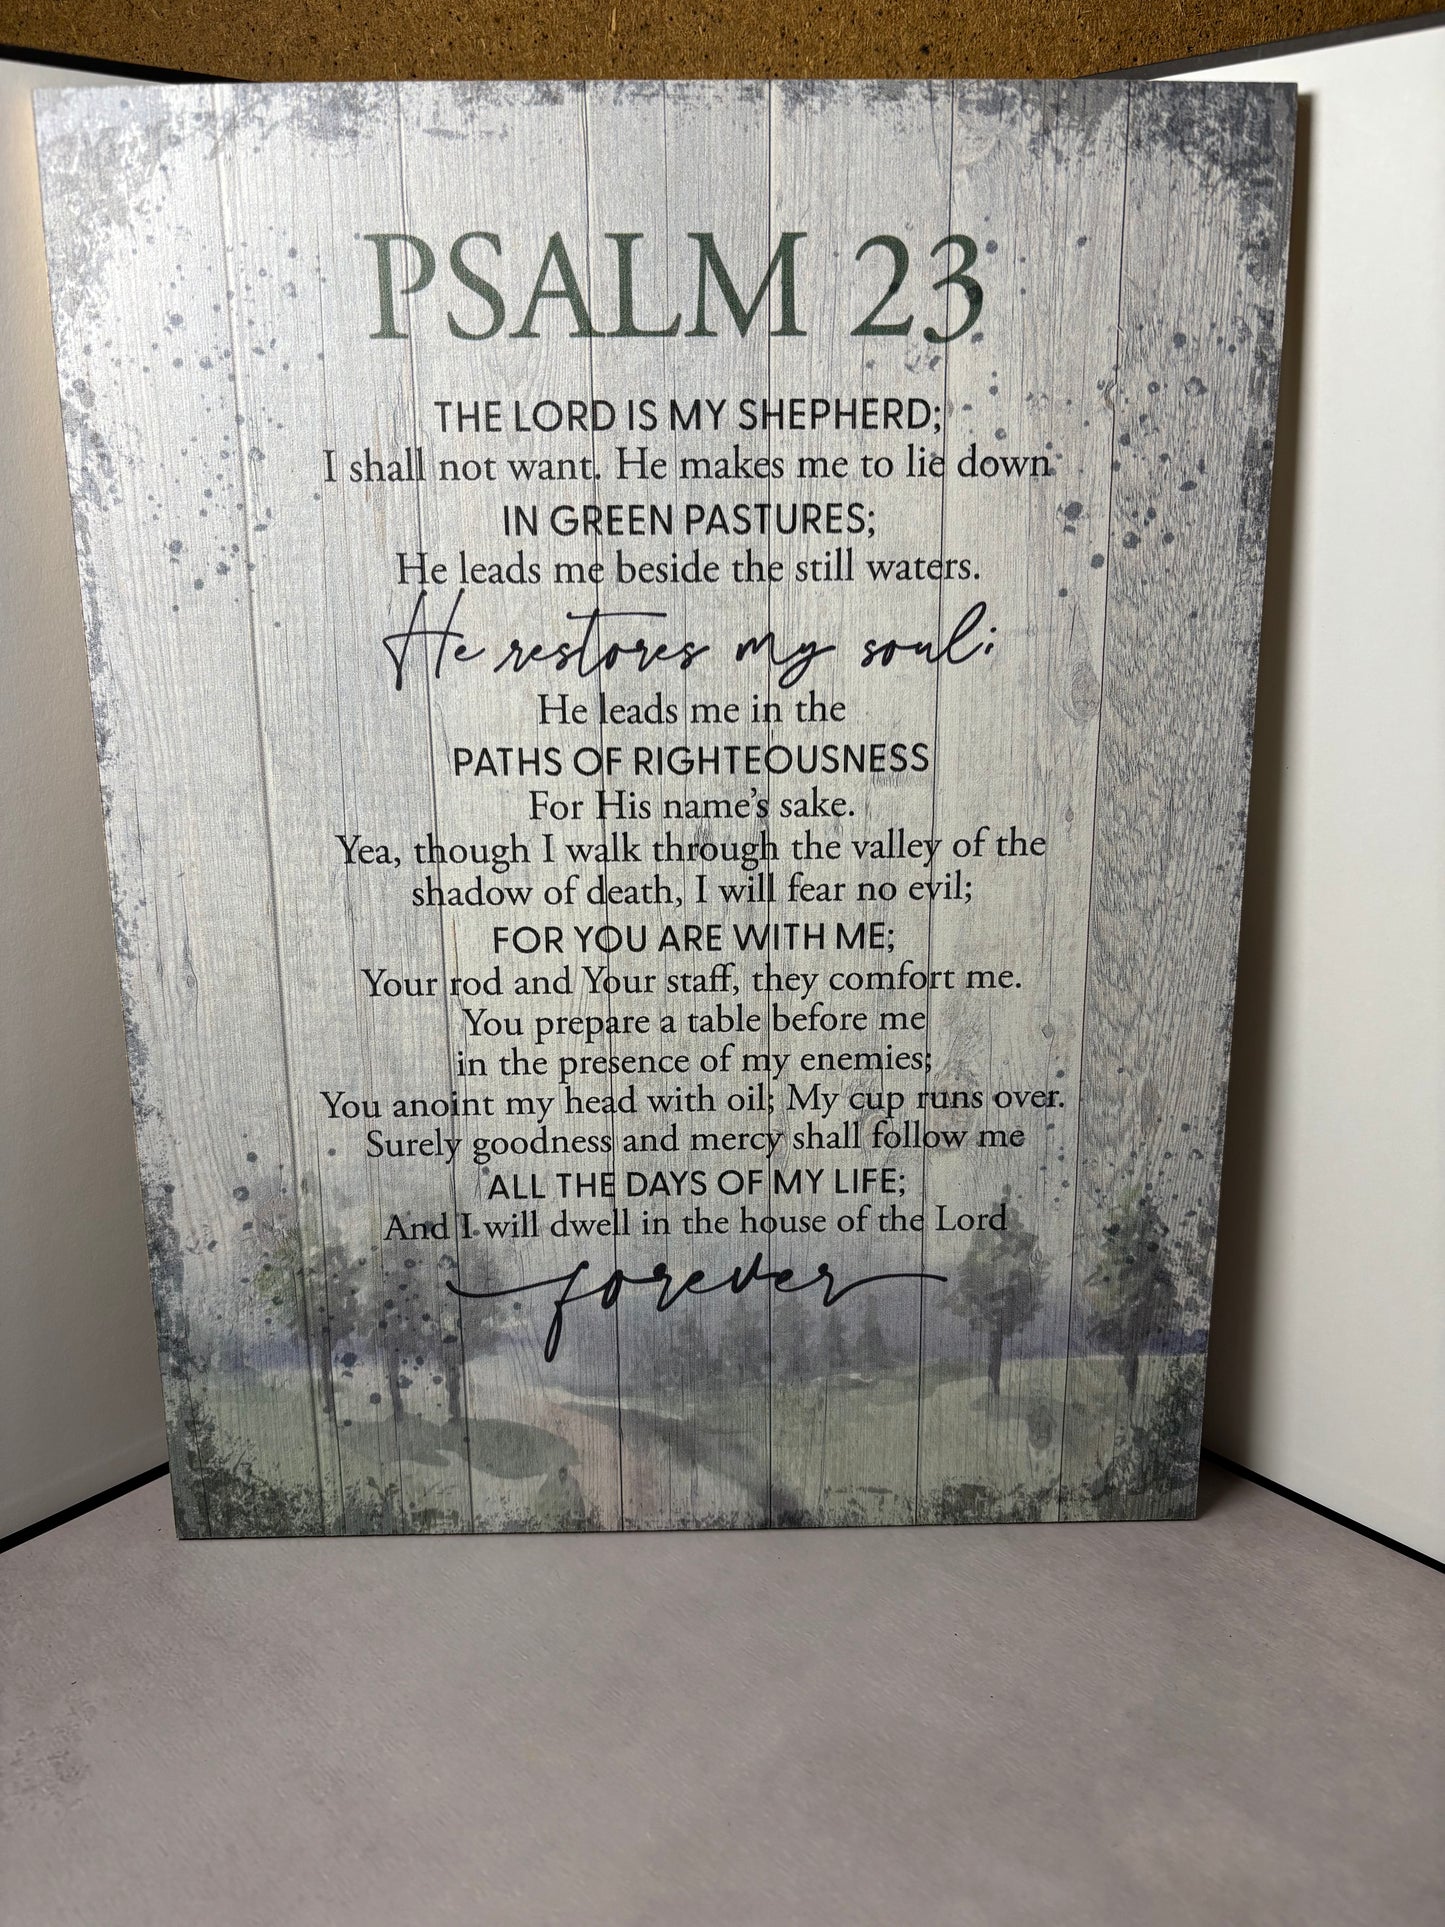 PSALM 23
THE LORD IS MY SHEPHERD;
I shall not want. He makes me to lie down
IN GREEN PASTURES;
He leads me beside the still waters.
He restores my soul;
He leads me in the
PATHS OF RIGHTEOUSNESS
For His name's sake.
Yea, though I walk through the valley of the
shadow of death, I will fear no evil;
FOR YOU ARE WITH ME;
Your rod and Your staff, they comfort me.
You prepare a table before me
in the presence of my enemies;
You anoint my head with oil; My cup runs over.
Surely goodness and mercy shall follow me
ALL THE DAYS OF MY LIFE;
And I will dwell in the house of the Lord
forever